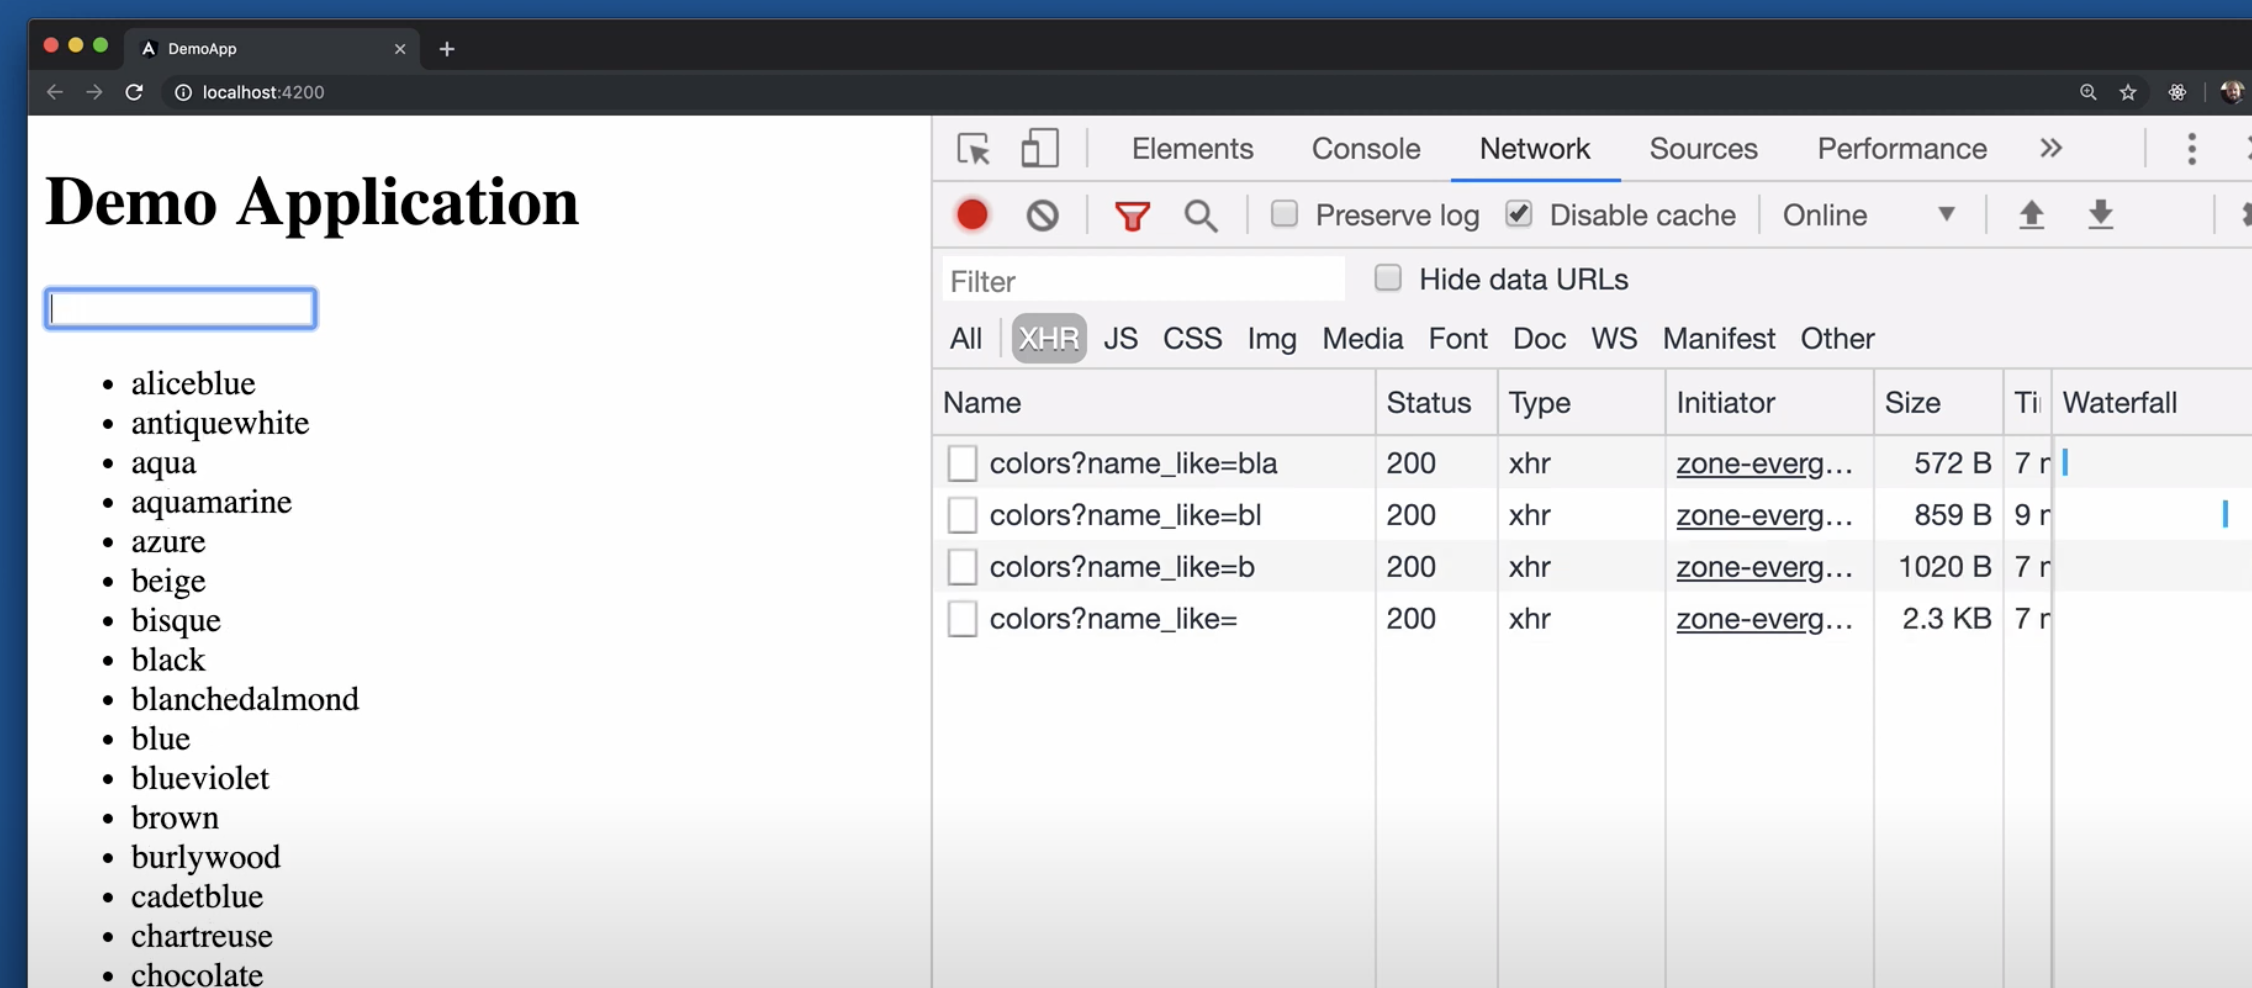 DemoApp
localhost:4200
Demo Application
aliceblue
antiquewhite
aqua
aquamarine
azure
beige
bisque
black
blanchedalmond
blue
blueviolet
brown
burlywood
cadetblue
chartreuse
chocolate
Elements Console Network Sources Performance
Preserve log Disable cache Online
Filter Hide data URLs
All XHR JS CSS Img Media Font Doc WS Manifest Other
Name Status Type Initiator Size Ti Waterfall
colors?name_like=bla 200 xhr zone-everg... 572 B 7
colors?name_like=bl 200 xhr zone-everg... 859 B 9
colors?name_like=b 200 xhr zone-everg... 1020 B 7
colors?name_like= 200 xhr zone-everg... 2.3 KB 7